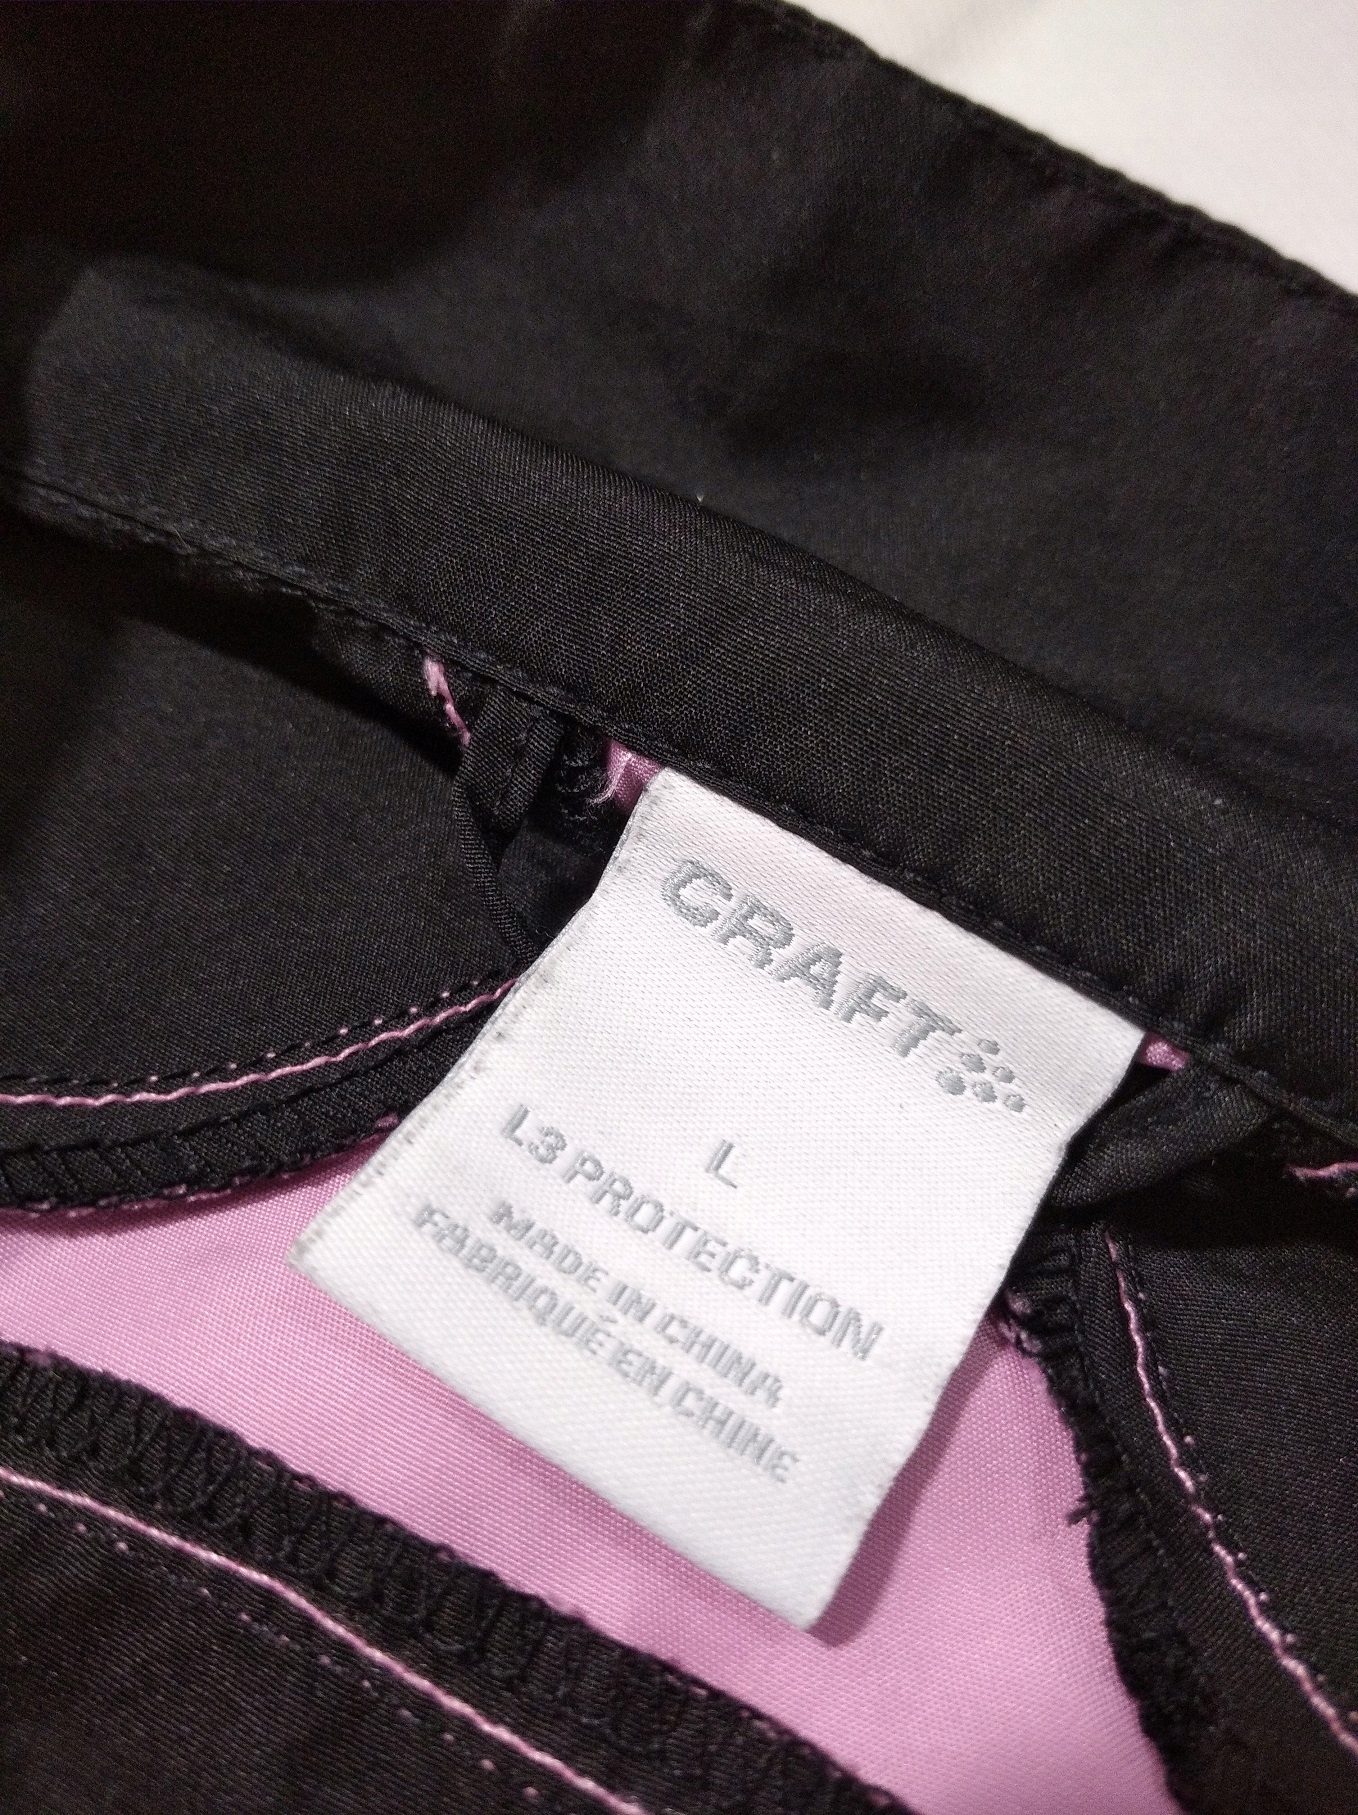 CRAFT
L
L3 PROTECTION
MADE IN CHINA
FABRIQUÉ EN CHINE